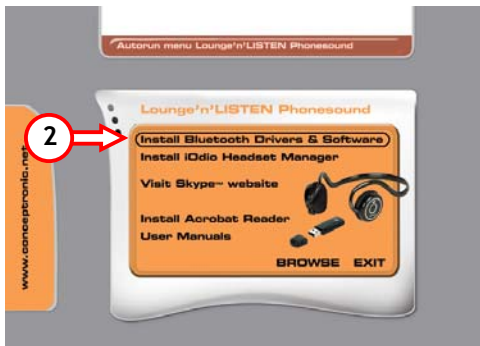 Autorun menu Lounge'n'LISTEN Phonesound
Lounge'n'LISTEN Phonesound
2
Install Bluetooth Drivers & Software
Install iOdio Headset Manager
Visit Skype™ website
Install Acrobat Reader
User Manuals
BROWSE EXIT
www.conceptronic.net